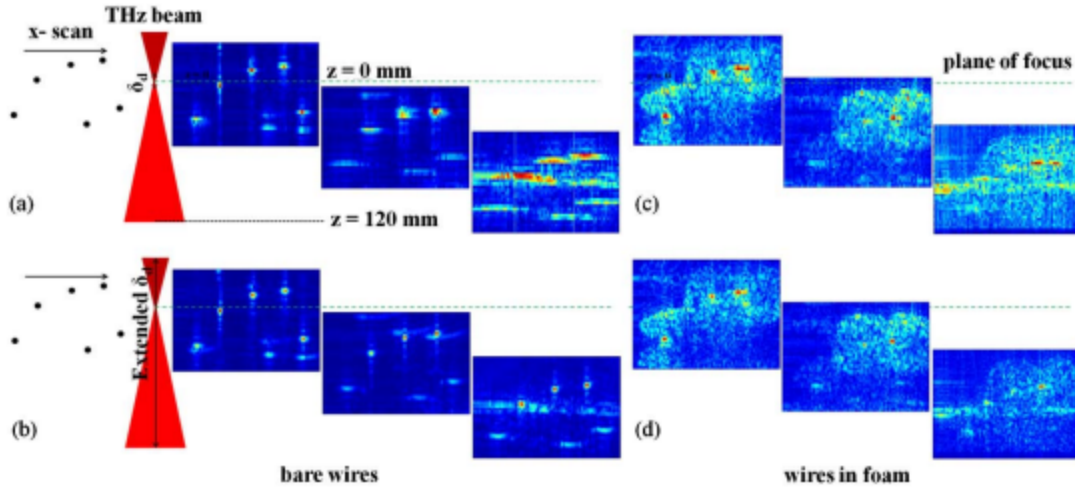 THz beam
x- scan
δd
z = 0 mm
plane of focus
(a)
(c)
z = 120 mm
Extended δd
(b)
(d)
bare wires
wires in foam